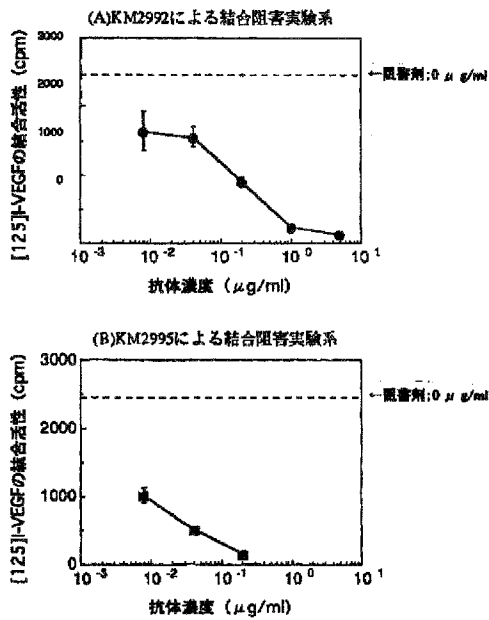 (A)KM2992による結合阻害実験系
[125]I-VEGFの結合活性 (cpm)
3000
2000
1000
0
←阻害剤;0 μg/ml
10-3 10-2 10-1 100 101
抗体濃度 (μg/ml)
(B)KM2995による結合阻害実験系
[125]I-VEGFの結合活性 (cpm)
3000
2000
1000
0
←阻害剤;0 μg/ml
10-3 10-2 10-1 100 101
抗体濃度 (μg/ml)